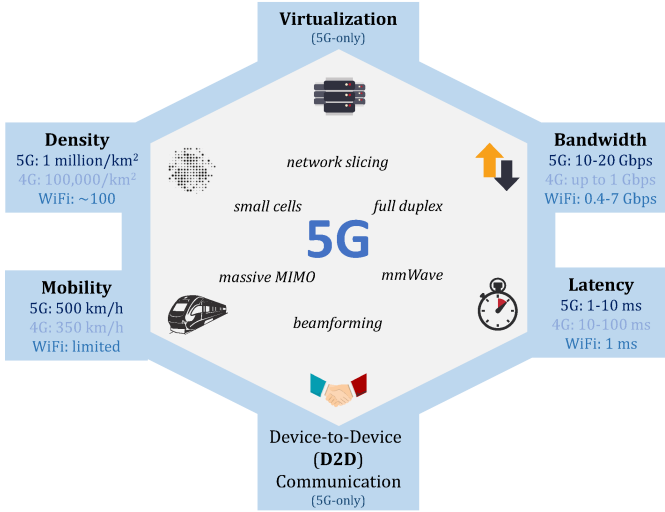 Virtualization
(5G-only)
Density
5G: 1 million/km²
4G: 100,000/km²
WiFi: ~100
Bandwidth
5G: 10-20 Gbps
4G: up to 1 Gbps
WiFi: 0.4-7 Gbps
network slicing
small cells
full duplex
5G
massive MIMO
mmWave
beamforming
Mobility
5G: 500 km/h
4G: 350 km/h
WiFi: limited
Latency
5G: 1-10 ms
4G: 10-100 ms
WiFi: 1 ms
Device-to-Device
(D2D)
Communication
(5G-only)